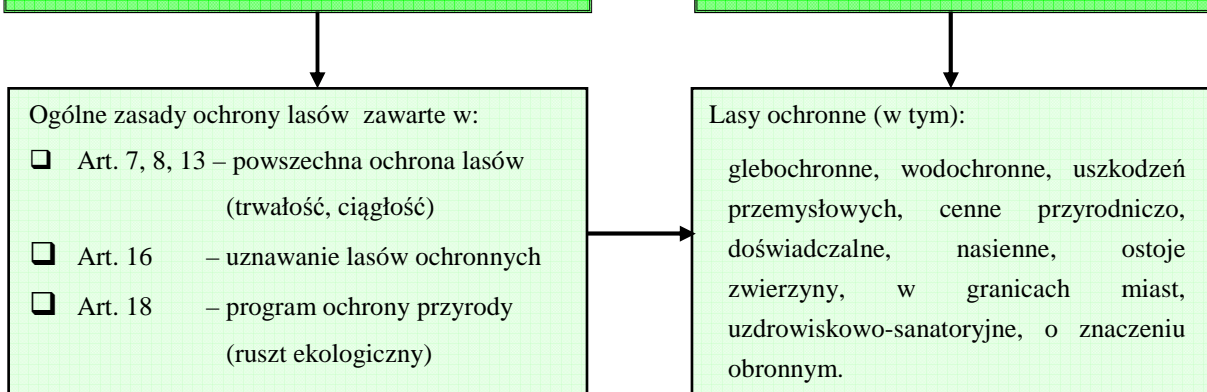 Ogólne zasady ochrony lasów zawarte w:
❑ Art. 7, 8, 13 – powszechna ochrona lasów
(trwałość, ciągłość)
❑ Art. 16 – uznawanie lasów ochronnych
❑ Art. 18 – program ochrony przyrody
(ruszt ekologiczny)
Lasy ochronne (w tym):
glebochronne, wodochronne, uszkodzeń
przemysłowych, cenne przyrodniczo,
doświadczalne, nasienne, ostoje
zwierzyny, w granicach miast,
uzdrowiskowo-sanatoryjne, o znaczeniu
obronnym.